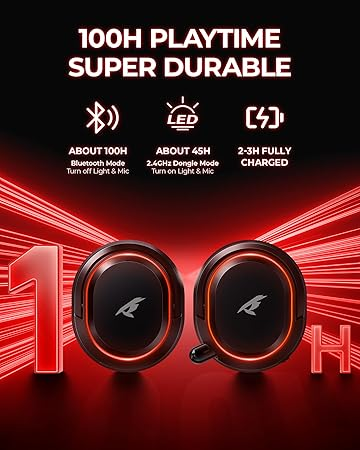 100H PLAYTIME
SUPER DURABLE
LED
ABOUT 100H
Bluetooth Mode
Turn off Light & Mic
ABOUT 45H
2.4GHz Dongle Mode
Turn on Light & Mic
2-3H FULLY
CHARGED
1 H